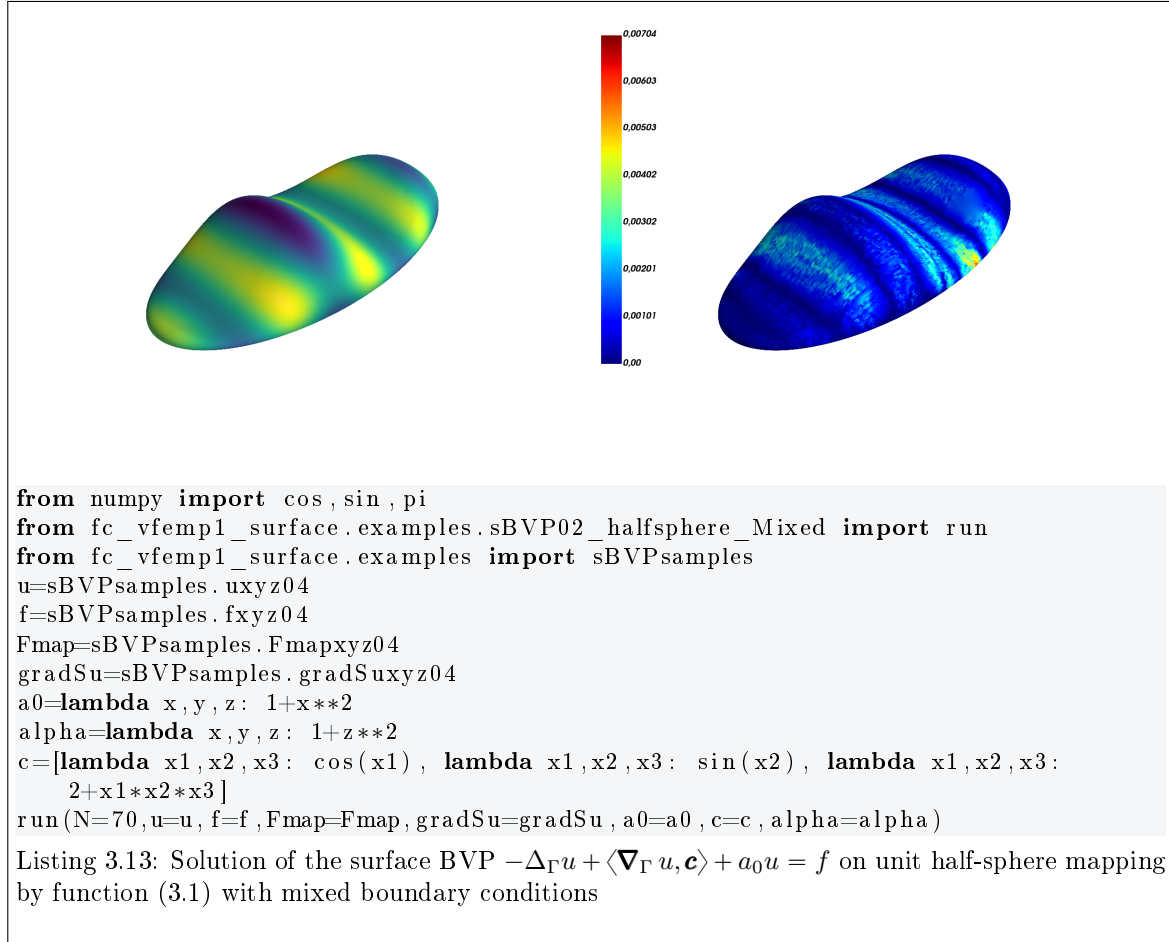 0,00704
0,00603
0,00503
0,00402
0,00302
0,00201
0,00101
0,00
from numpy import cos, sin, pi
from fc_vfemp1_surface.examples.sBVP02_halfsphere_Mixed import run
from fc_vfemp1_surface.examples import sBVPsamples
u=sBVPsamples.uxyz04
f=sBVPsamples.fxyz04
Fmap=sBVPsamples.Fmapxyz04
gradSu=sBVPsamples.gradSuxyz04
a0=lambda x,y,z: 1+x**2
alpha=lambda x,y,z: 1+z**2
c=[lambda x1,x2,x3: cos(x1), lambda x1,x2,x3: sin(x2), lambda x1,x2,x3:
2+x1*x2*x3]
run(N=70,u=u,f=f,Fmap=Fmap,gradSu=gradSu,a0=a0,c=c,alpha=alpha)
Listing 3.13: Solution of the surface BVP −Δ_Γ u + ⟨∇_Γ u, c⟩ + a₀u = f on unit half-sphere mapping
by function (3.1) with mixed boundary conditions